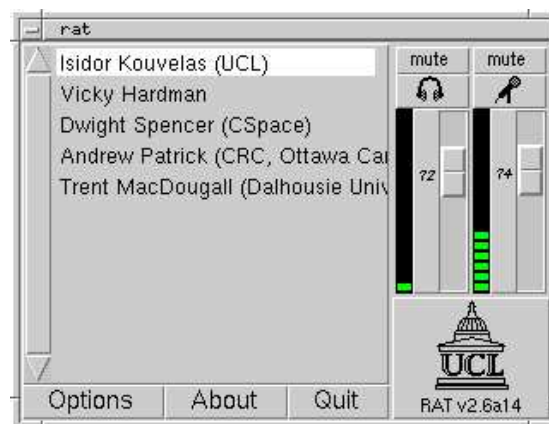 rat
Isidor Kouvelas (UCL)
Vicky Hardman
Dwight Spencer (CSpace)
Andrew Patrick (CRC, Ottawa Car
Trent MacDougall (Dalhousie Univ
mute mute
72 74
UCL
RAT v2.6a14
Options About Quit